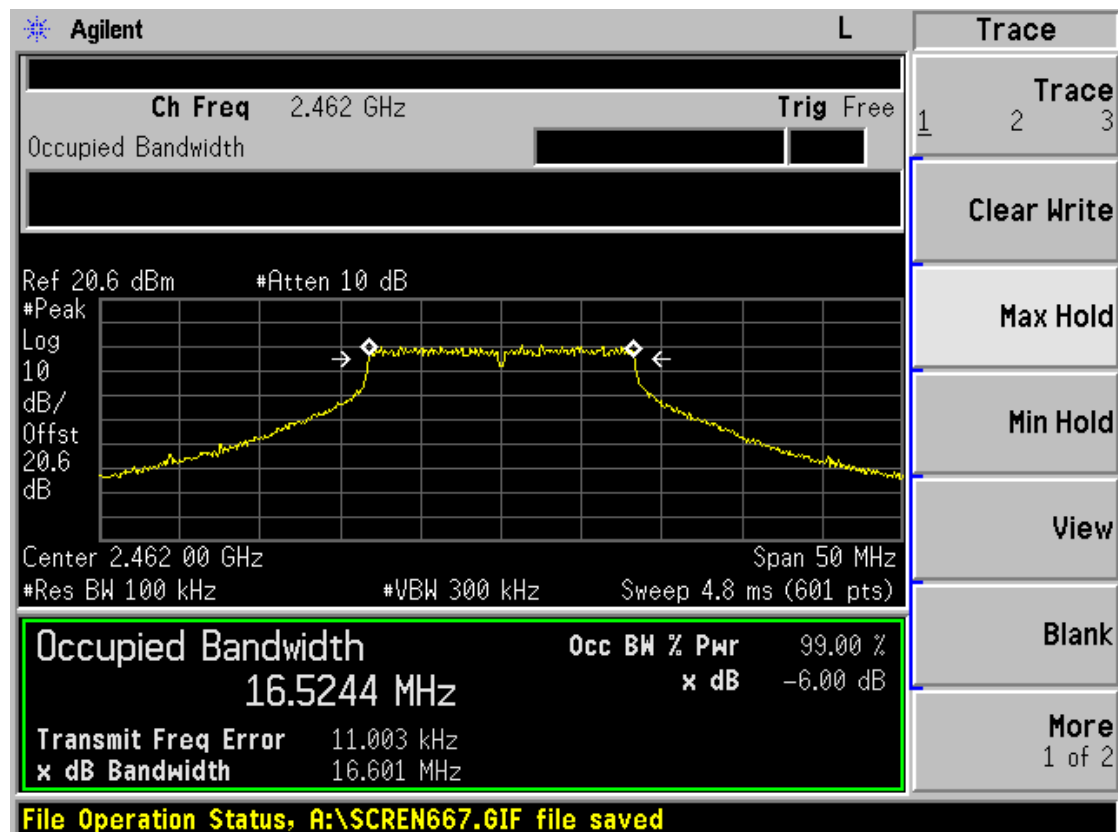 Agilent L
Ch Freq 2.462 GHz Trig Free
Occupied Bandwidth
Ref 20.6 dBm #Atten 10 dB
#Peak
Log
10
dB/
Offst
20.6
dB
Center 2.462 00 GHz Span 50 MHz
#Res BW 100 kHz #VBW 300 kHz Sweep 4.8 ms (601 pts)
Occupied Bandwidth Occ BW % Pwr 99.00 %
16.5244 MHz x dB -6.00 dB
Transmit Freq Error 11.003 kHz
x dB Bandwidth 16.601 MHz
File Operation Status, A:\SCREN667.GIF file saved
Trace
Trace
1 2 3
Clear Write
Max Hold
Min Hold
View
Blank
More
1 of 2